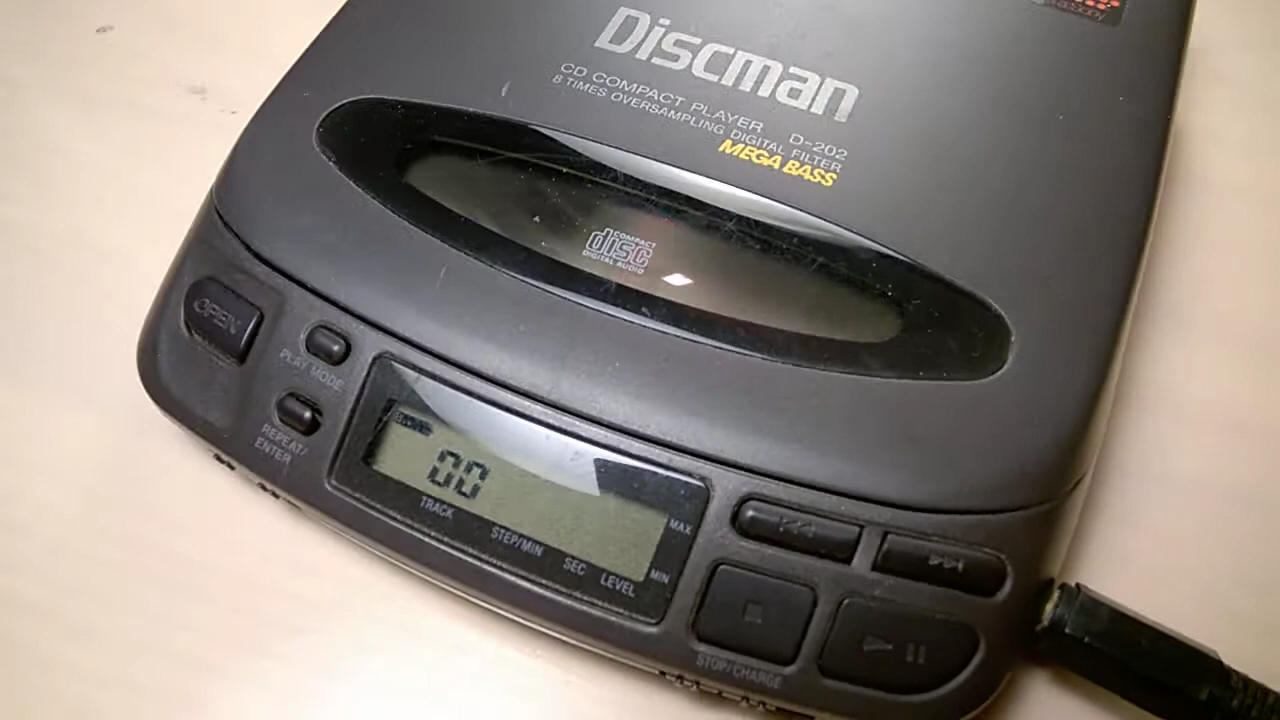 Discman
CD COMPACT PLAYER D-202
8 TIMES OVERSAMPLING DIGITAL FILTER
MEGA BASS
COMPACT
disc
DIGITAL AUDIO
OPEN
PLAY MODE
REPEAT/
ENTER
00
TRACK
STEP/MIN
SEC
LEVEL
MAX
MIN
STOP/CHARGE